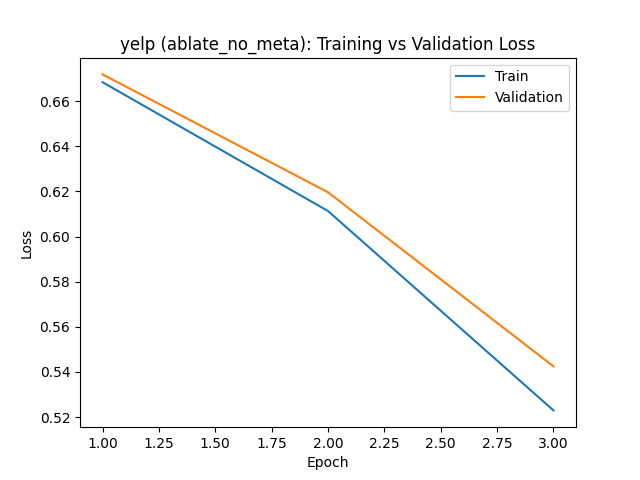 yelp (ablate_no_meta): Training vs Validation Loss
Train
Validation
0.66
0.64
0.62
0.60
0.58
0.56
0.54
0.52
Loss
1.00 1.25 1.50 1.75 2.00 2.25 2.50 2.75 3.00
Epoch